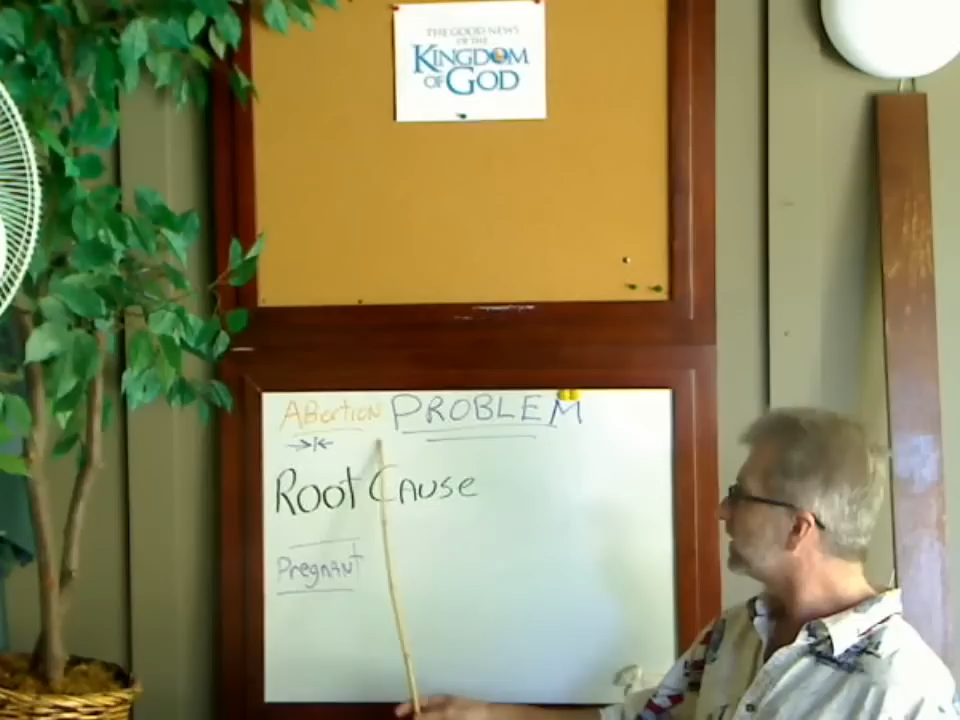 THE GOOD NEWS
OF THE
KINGDOM
OF GOD
ABortion PROBLEM
Root Cause
Pregnant